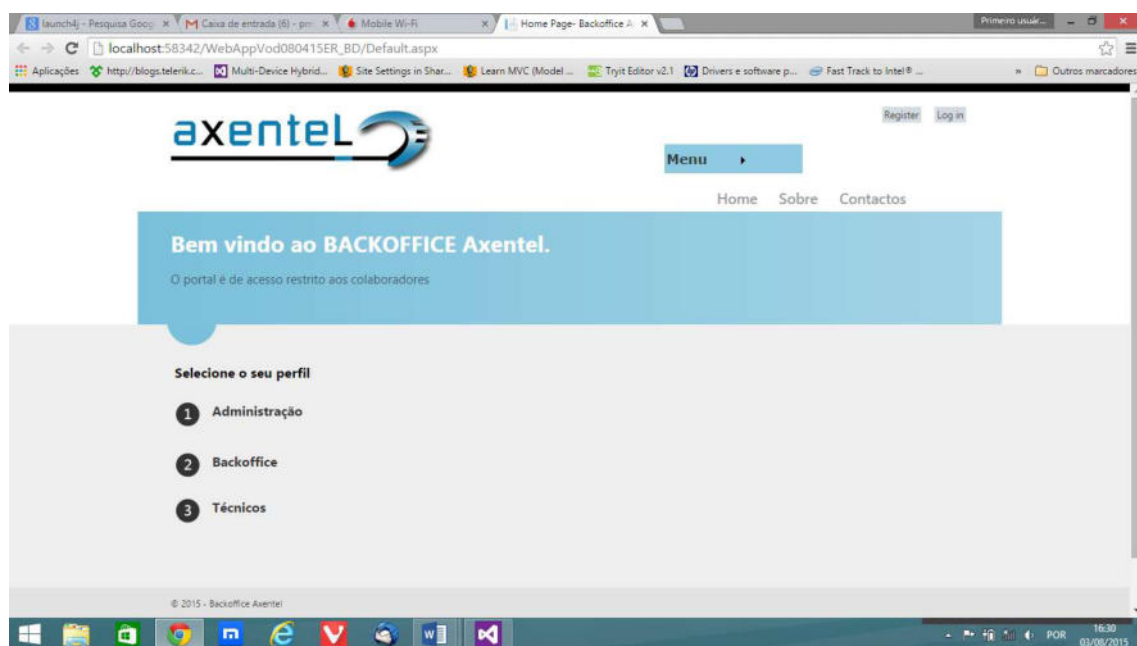 launch4j - Pesquisa Goog
Caixa de entrada (6) - pm
Mobile Wi-Fi
Home Page- Backoffice A
Primeiro usuár...
localhost:58342/WebAppVod080415ER_BD/Default.aspx
Aplicações http://blogs.telerik.c... Multi-Device Hybrid... Site Settings in Shar... Learn MVC (Model ... Tryit Editor v2.1 Drivers e software p... Fast Track to Intel® ... » Outros marcadores
axenteL
Register Log in
Menu
Home Sobre Contactos
Bem vindo ao BACKOFFICE Axentel.
O portal é de acesso restrito aos colaboradores
Selecione o seu perfil
1 Administração
2 Backoffice
3 Técnicos
© 2015 - Backoffice Axentel
POR
16:30
03/08/2015